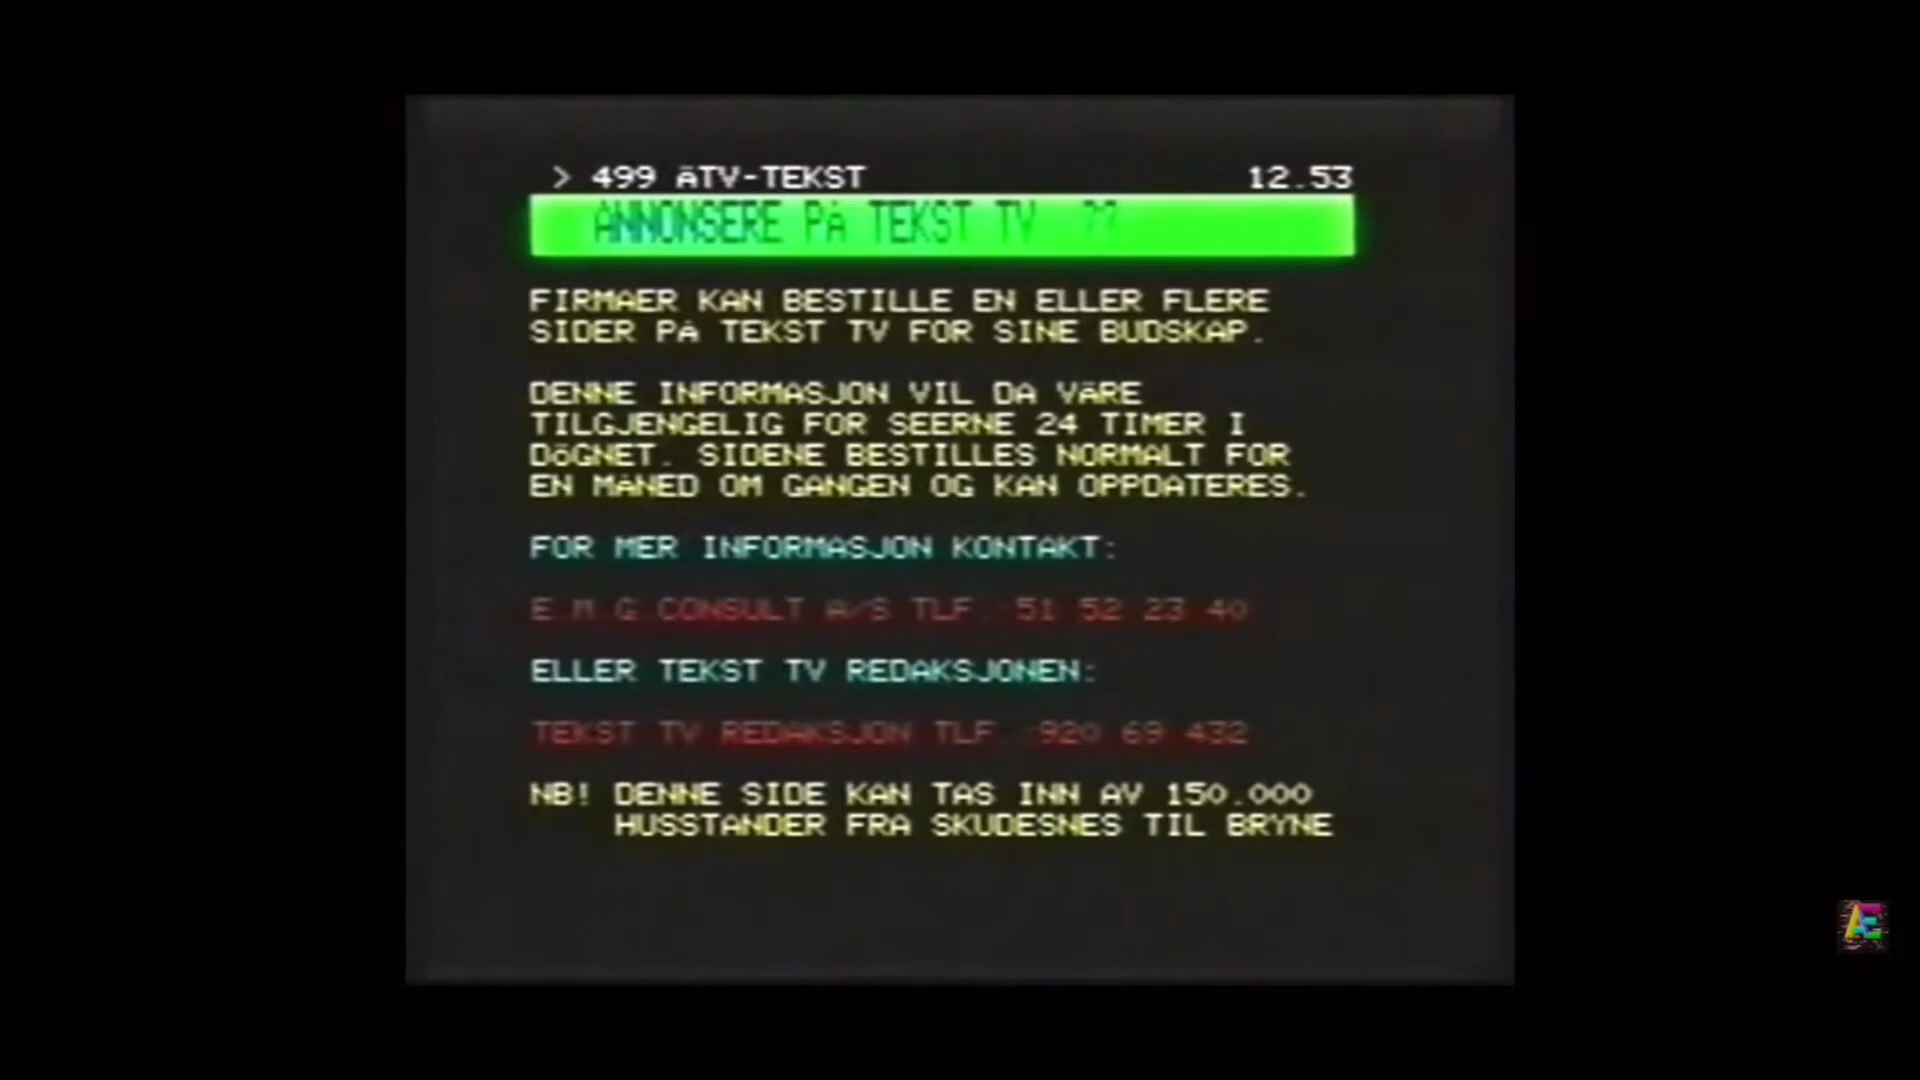 > 499 ÄTV-TEKST 12.53
ANNONSERE På TEKST TV ??
FIRMAER KAN BESTILLE EN ELLER FLERE
SIDER På TEKST TV FOR SINE BUDSKAP.
DENNE INFORMASJON VIL DA VäRE
TILGJENGELIG FOR SEERNE 24 TIMER I
DöGNET. SIDENE BESTILLES NORMALT FOR
EN MåNED OM GANGEN OG KAN OPPDATERES.
FOR MER INFORMASJON KONTAKT:
E.M.G.CONSULT A/S TLF.:51 52 23 40
ELLER TEKST TV REDAKSJONEN:
TEKST TV REDAKSJON TLF.:920 69 432
NB! DENNE SIDE KAN TAS INN AV 150.000
HUSSTANDER FRA SKUDESNES TIL BRYNE
Æ